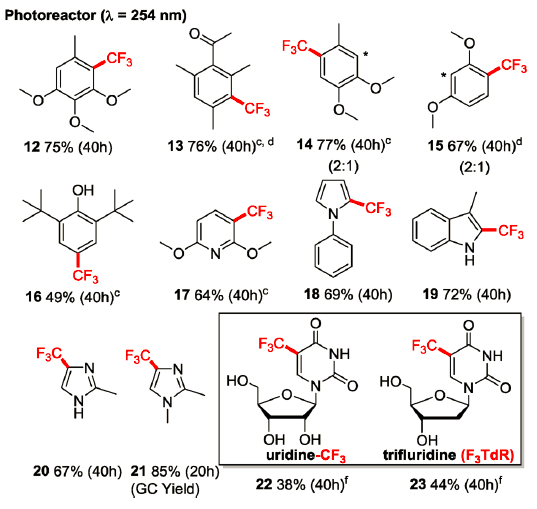 Photoreactor (λ = 254 nm)
CF3
O
O
O
O
12 75% (40h)
O
CF3
13 76% (40h)c, d
F3C
*
O
O
14 77% (40h)c
(2:1)
O
*
CF3
O
15 67% (40h)d
(2:1)
OH
CF3
16 49% (40h)c
CF3
O
N
O
17 64% (40h)c
N
CF3
18 69% (40h)
CF3
N
H
19 72% (40h)
F3C
N
N
H
20 67% (40h)
F3C
N
N
21 85% (20h)
(GC Yield)
O
F3C
NH
HO
N
O
O
OH OH
uridine-CF3
22 38% (40h)f
O
F3C
NH
HO
N
O
O
OH
trifluridine (F3TdR)
23 44% (40h)f